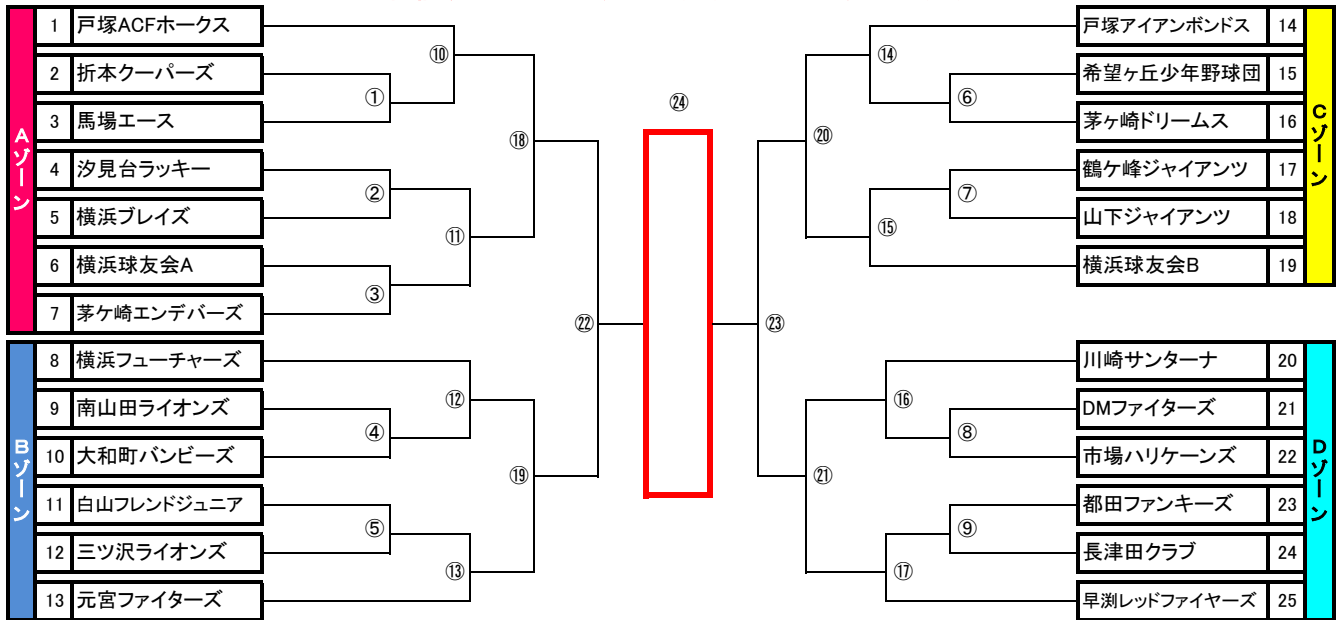 Aゾーン
1 戸塚ACFホークス
2 折本クーパーズ
3 馬場エース
4 汐見台ラッキー
5 横浜ブレイズ
6 横浜球友会A
7 茅ケ崎エンデバーズ
Bゾーン
8 横浜フューチャーズ
9 南山田ライオンズ
10 大和町バンビーズ
11 白山フレンドジュニア
12 三ツ沢ライオンズ
13 元宮ファイターズ
①
②
③
④
⑤
⑩
⑪
⑫
⑬
⑱
⑲
㉒
㉔
㉓
⑳
㉑
⑭
⑮
⑯
⑰
⑥
⑦
⑧
⑨
戸塚アイアンボンドス 14
希望ヶ丘少年野球団 15
茅ヶ崎ドリームス 16
鶴ケ峰ジャイアンツ 17
山下ジャイアンツ 18
横浜球友会B 19
Cゾーン
川崎サンターナ 20
DMファイターズ 21
市場ハリケーンズ 22
都田ファンキーズ 23
長津田クラブ 24
早渕レッドファイヤーズ 25
Dゾーン